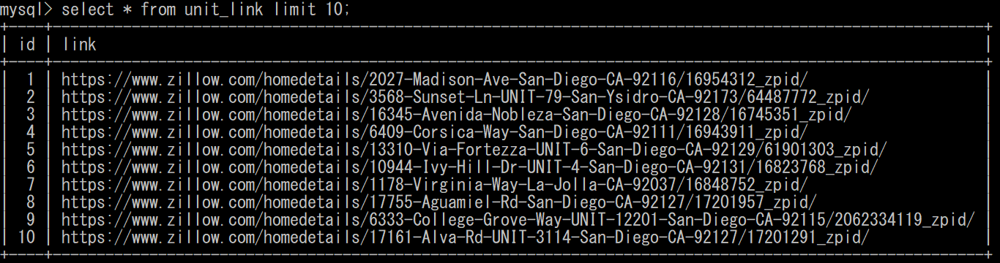 mysql> select * from unit_link limit 10;
+----+-------------------------------------------------------------------------------------------------------+
| id | link |
+----+-------------------------------------------------------------------------------------------------------+
| 1 | https://www.zillow.com/homedetails/2027-Madison-Ave-San-Diego-CA-92116/16954312_zpid/ |
| 2 | https://www.zillow.com/homedetails/3568-Sunset-Ln-UNIT-79-San-Ysidro-CA-92173/64487772_zpid/ |
| 3 | https://www.zillow.com/homedetails/16345-Avenida-Nobleza-San-Diego-CA-92128/16745351_zpid/ |
| 4 | https://www.zillow.com/homedetails/6409-Corsica-Way-San-Diego-CA-92111/16943911_zpid/ |
| 5 | https://www.zillow.com/homedetails/13310-Via-Fortezza-UNIT-6-San-Diego-CA-92129/61901303_zpid/ |
| 6 | https://www.zillow.com/homedetails/10944-Ivy-Hill-Dr-UNIT-4-San-Diego-CA-92131/16823768_zpid/ |
| 7 | https://www.zillow.com/homedetails/1178-Virginia-Way-La-Jolla-CA-92037/16848752_zpid/ |
| 8 | https://www.zillow.com/homedetails/17755-Aguamiel-Rd-San-Diego-CA-92127/17201957_zpid/ |
| 9 | https://www.zillow.com/homedetails/6333-College-Grove-Way-UNIT-12201-San-Diego-CA-92115/2062334119_zpid/ |
| 10 | https://www.zillow.com/homedetails/17161-Alva-Rd-UNIT-3114-San-Diego-CA-92127/17201291_zpid/ |
+----+-------------------------------------------------------------------------------------------------------+